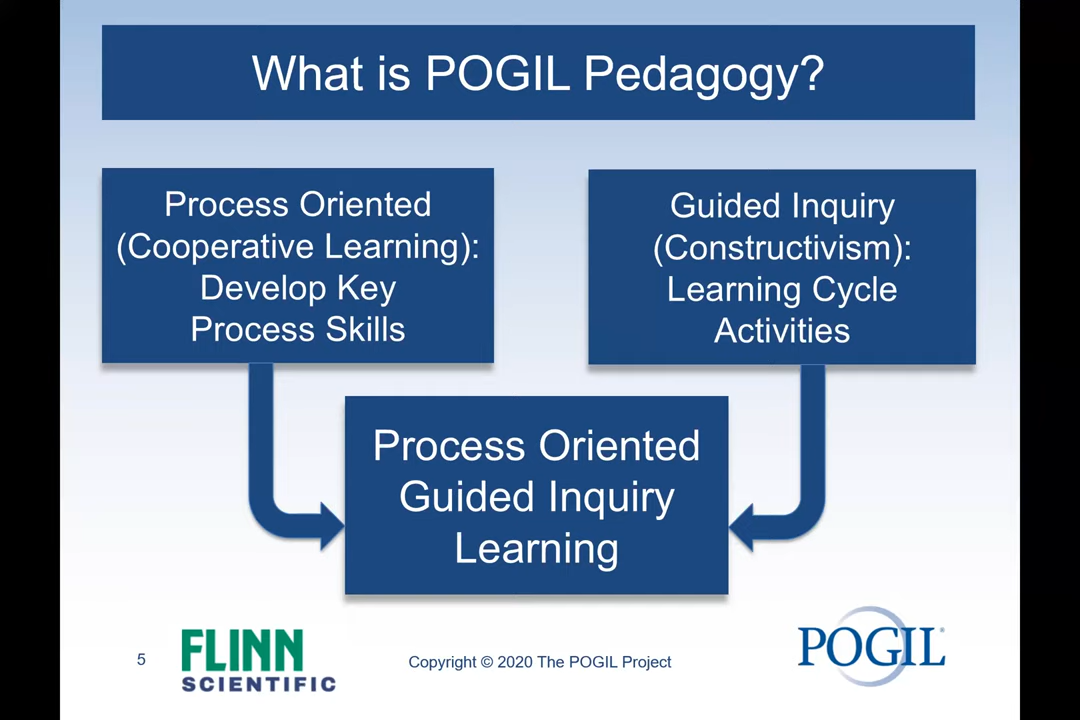 What is POGIL Pedagogy?
Process Oriented
(Cooperative Learning):
Develop Key
Process Skills
Guided Inquiry
(Constructivism):
Learning Cycle
Activities
Process Oriented
Guided Inquiry
Learning
5
FLINN
SCIENTIFIC
Copyright © 2020 The POGIL Project
POGIL®